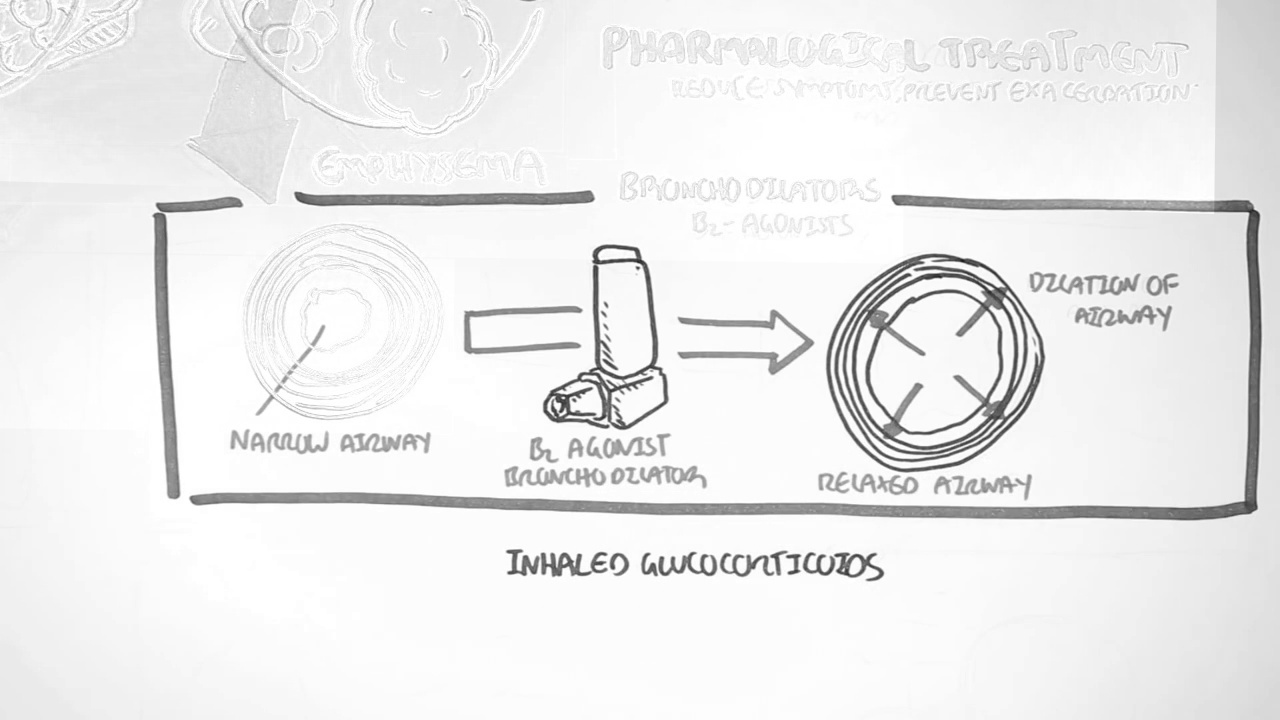 PHARMALOGICAL TREATMENT
REDUCE SYMPTOMS, PREVENT EXACERBATION
EMPHYSEMA
BRONCHODILATORS
B2- AGONISTS
DILATION OF
AIRWAY
NARROW AIRWAY
B2 AGONIST
BRONCHODILATOR
RELAXED AIRWAY
INHALED GLUCOCORTICOIDS